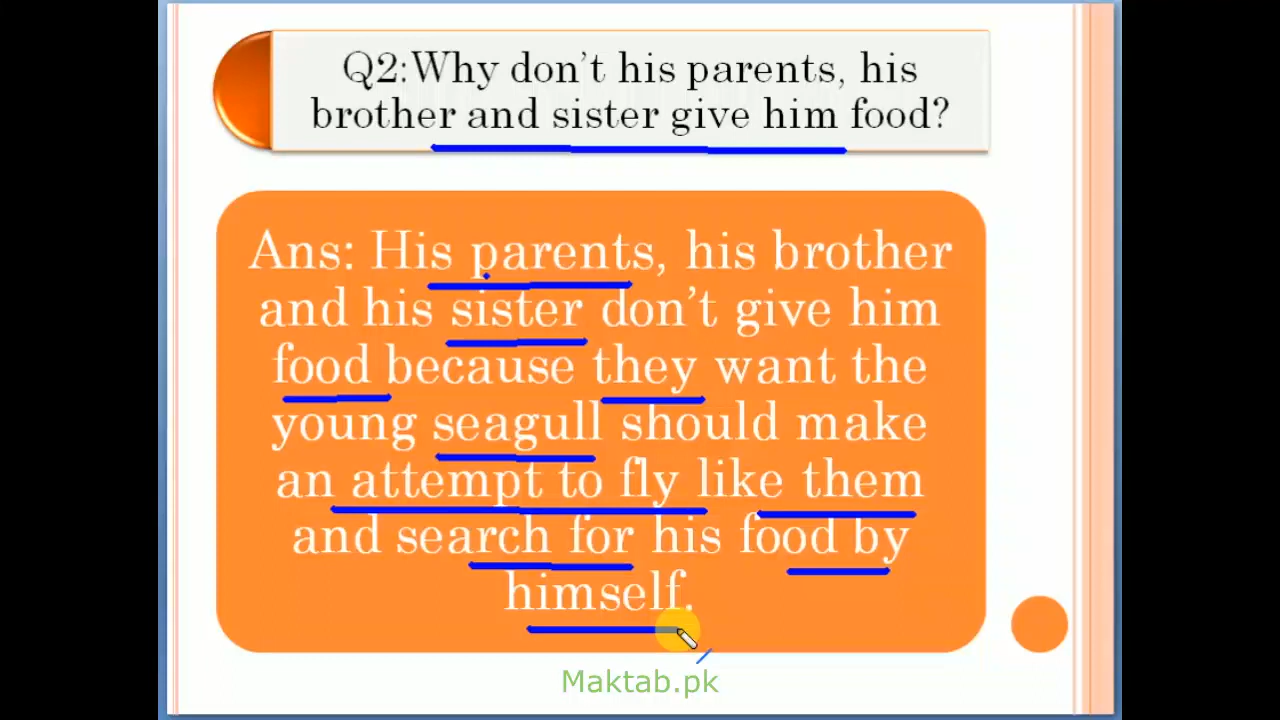 Q2:Why don't his parents, his
brother and sister give him food?
Ans: His parents, his brother
and his sister don't give him
food because they want the
young seagull should make
an attempt to fly like them
and search for his food by
himself.
Maktab.pk